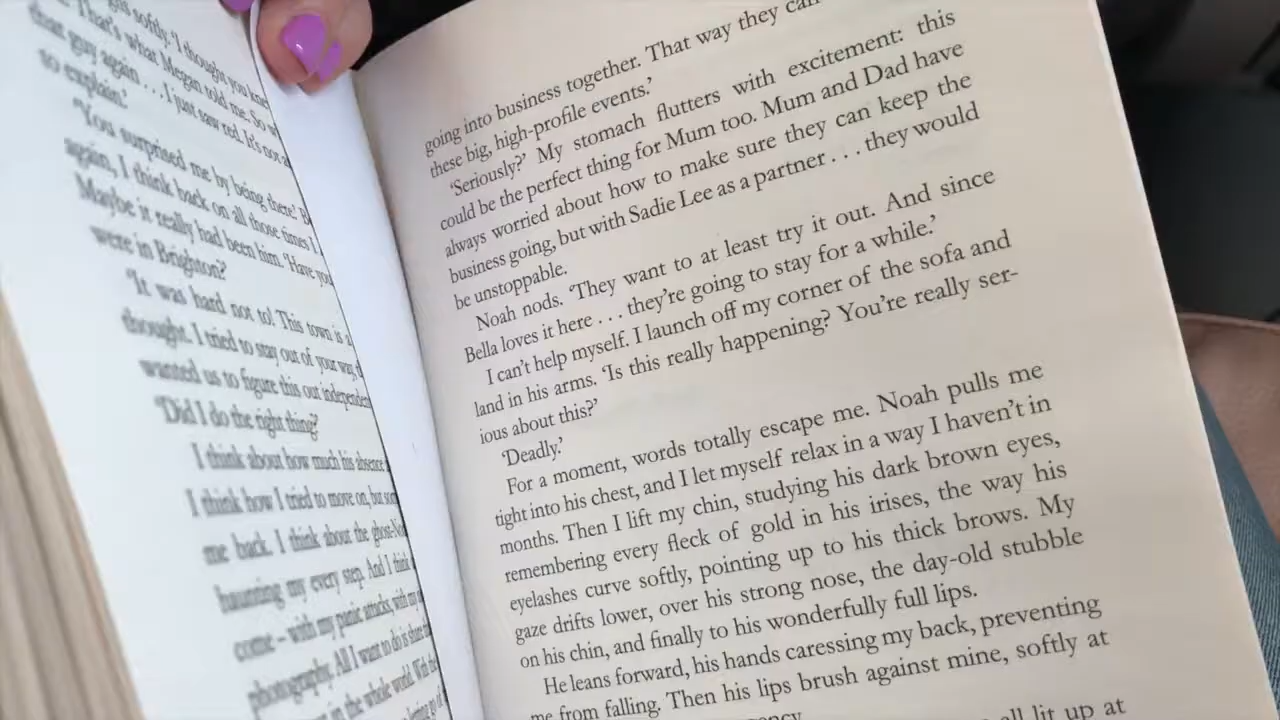 softly. 'I thought you
'That's what Megan told me. So
that guy again . . . I just saw red. It's not a
to explain.'
'You surprised me by being there!'
again, I think back on all those times I
Maybe it really had been him. 'Have you
were in Brighton?'
'It was hard not to! This town is
thought. I tried to stay out of your way,
wanted us to figure this out
'Did I do the right thing?'
I think about how much his absence
I think how I tried to move on, but
me back. I think about the
haunting my every step. And I think
come – with my panic attacks, with my
photography. All I want to do is share
in the whole world. With
going into business together. That way they can
these big, high-profile events.'
'Seriously?' My stomach flutters with excitement: this
could be the perfect thing for Mum too. Mum and Dad have
always worried about how to make sure they can keep the
business going, but with Sadie Lee as a partner . . . they would
be unstoppable.
Noah nods. 'They want to at least try it out. And since
Bella loves it here . . . they're going to stay for a while.'
I can't help myself. I launch off my corner of the sofa and
land in his arms. 'Is this really happening? You're really ser-
ious about this?'
'Deadly.'
For a moment, words totally escape me. Noah pulls me
tight into his chest, and I let myself relax in a way I haven't in
months. Then I lift my chin, studying his dark brown eyes,
remembering every fleck of gold in his irises, the way his
eyelashes curve softly, pointing up to his thick brows. My
gaze drifts lower, over his strong nose, the day-old stubble
on his chin, and finally to his wonderfully full lips.
He leans forward, his hands caressing my back, preventing
me from falling. Then his lips brush against mine, softly at
all lit up at